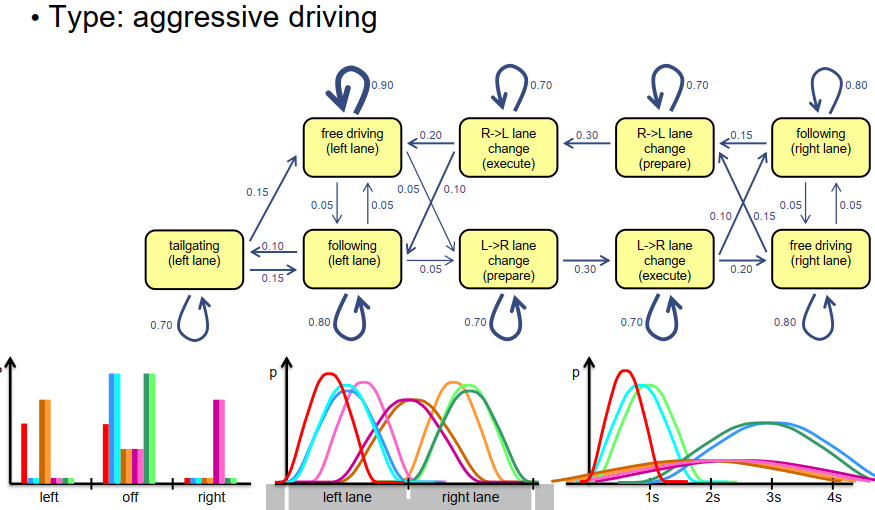 • Type: aggressive driving
0.90
0.70
0.70
0.80
free driving
(left lane)
0.20
R->L lane
change
(execute)
0.30
R->L lane
change
(prepare)
0.15
following
(right lane)
0.15
0.05
0.05
0.05
0.10
0.10
0.15
0.05
0.05
tailgating
(left lane)
0.10
0.15
following
(left lane)
0.05
L->R lane
change
(prepare)
0.30
L->R lane
change
(execute)
0.20
free driving
(right lane)
0.70
0.80
0.70
0.70
0.80
left
off
right
p
left lane
right lane
p
1s
2s
3s
4s